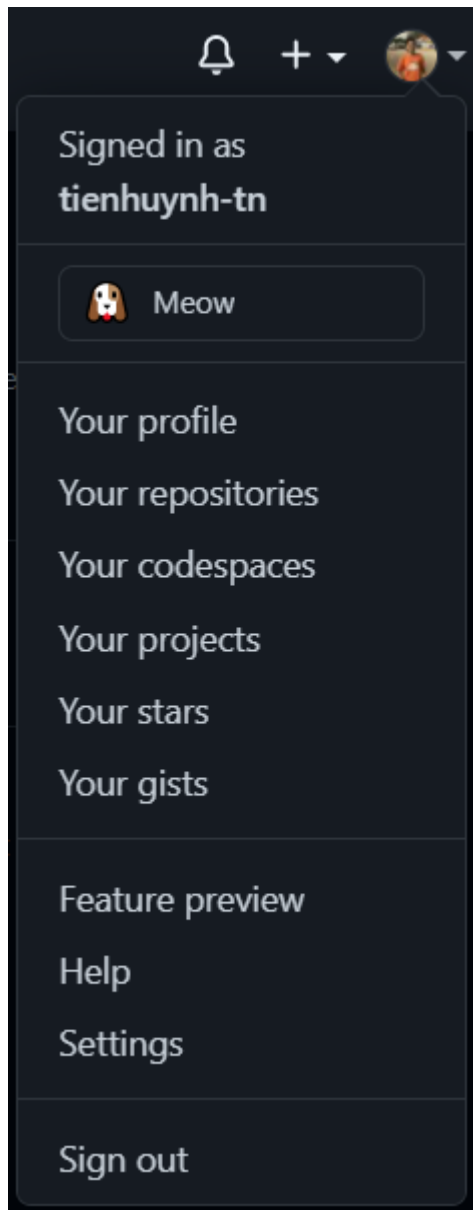 Signed in as
tienhuynh-tn
Meow
Your profile
Your repositories
Your codespaces
Your projects
Your stars
Your gists
Feature preview
Help
Settings
Sign out